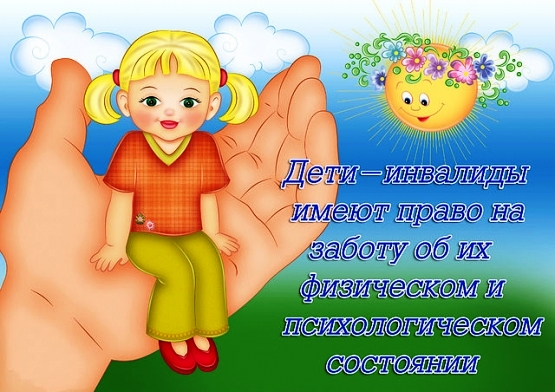 Дети-инвалиды
имеют право на
заботу об их
физическом и
психологическом
состоянии